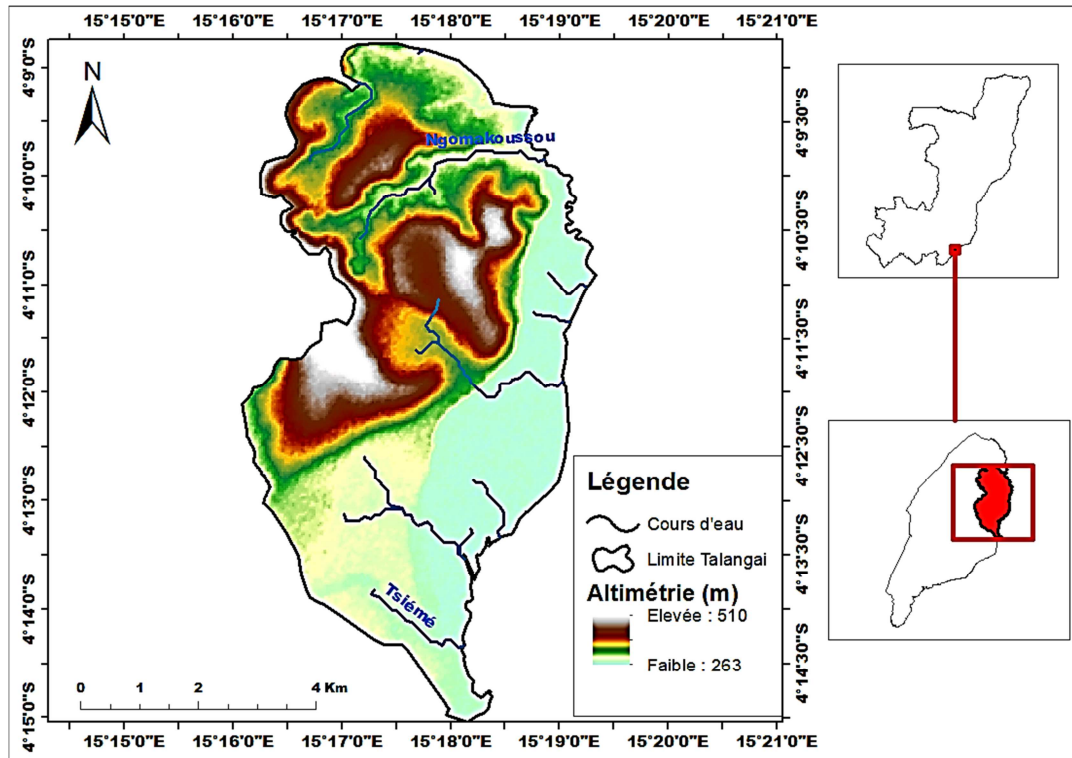 15°15'0"E 15°16'0"E 15°17'0"E 15°18'0"E 15°19'0"E 15°20'0"E 15°21'0"E
4°9'0"S
4°10'0"S
4°11'0"S
4°12'0"S
4°13'0"S
4°14'0"S
4°15'0"S
N
Ngomakoussou
Tsiémé
0 1 2 4 Km
Légende
Cours d'eau
Limite Talangai
Altimétrie (m)
Elevée : 510
Faible : 263
4°9'30"S
4°10'30"S
4°11'30"S
4°12'30"S
4°13'30"S
4°14'30"S
15°15'0"E 15°16'0"E 15°17'0"E 15°18'0"E 15°19'0"E 15°20'0"E 15°21'0"E